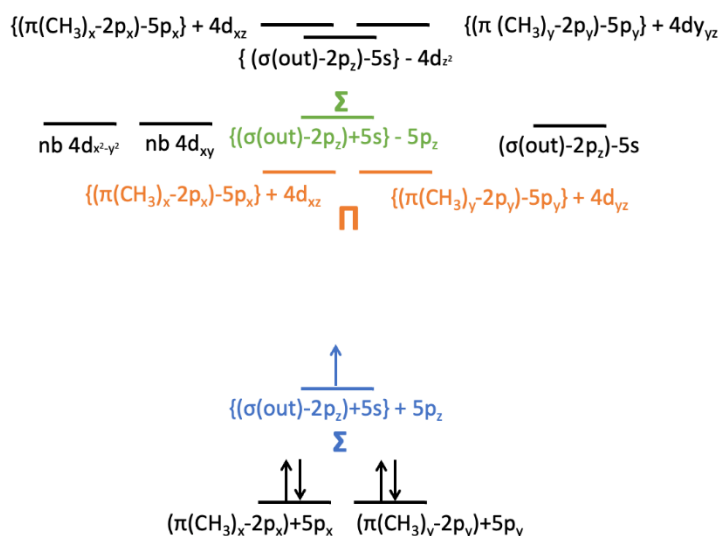 {(π(CH₃)ₓ-2pₓ)-5pₓ} + 4dₓz
{(π (CH₃)y-2py)-5py} + 4dyyz
{ (σ(out)-2pz)-5s} - 4dz²
Σ
nb 4dx²-y²
nb 4dxy
{(σ(out)-2pz)+5s} - 5pz
(σ(out)-2pz)-5s
{(π(CH₃)ₓ-2pₓ)-5pₓ} + 4dₓz
{(π(CH₃)y-2py)-5py} + 4dyz
Π
{(σ(out)-2pz)+5s} + 5pz
Σ
(π(CH₃)ₓ-2pₓ)+5pₓ
(π(CH₃)y-2py)+5py